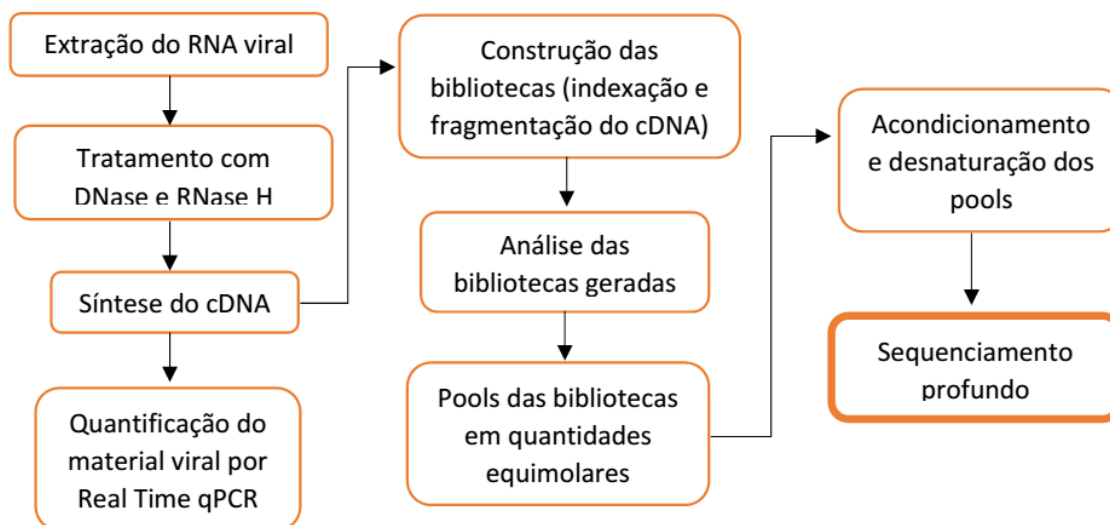 Extração do RNA viral
Tratamento com
DNase e RNase H
Síntese do cDNA
Quantificação do
material viral por
Real Time qPCR
Construção das
bibliotecas (indexação e
fragmentação do cDNA)
Análise das
bibliotecas geradas
Pools das bibliotecas
em quantidades
equimolares
Acondicionamento
e desnaturação dos
pools
Sequenciamento
profundo